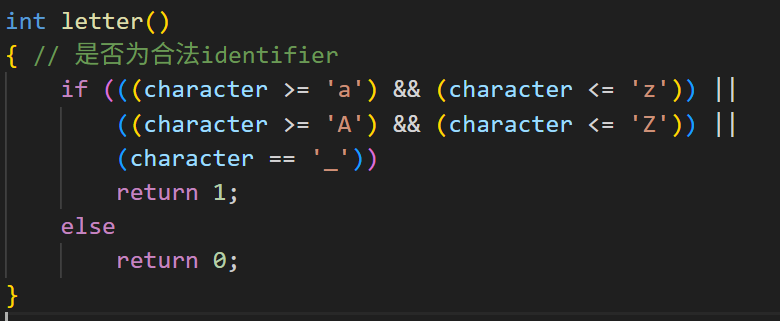 int letter()
{ // 是否为合法identifier
    if (((character >= 'a') && (character <= 'z')) ||
        ((character >= 'A') && (character <= 'Z')) ||
        (character == '_'))
        return 1;
    else
        return 0;
}